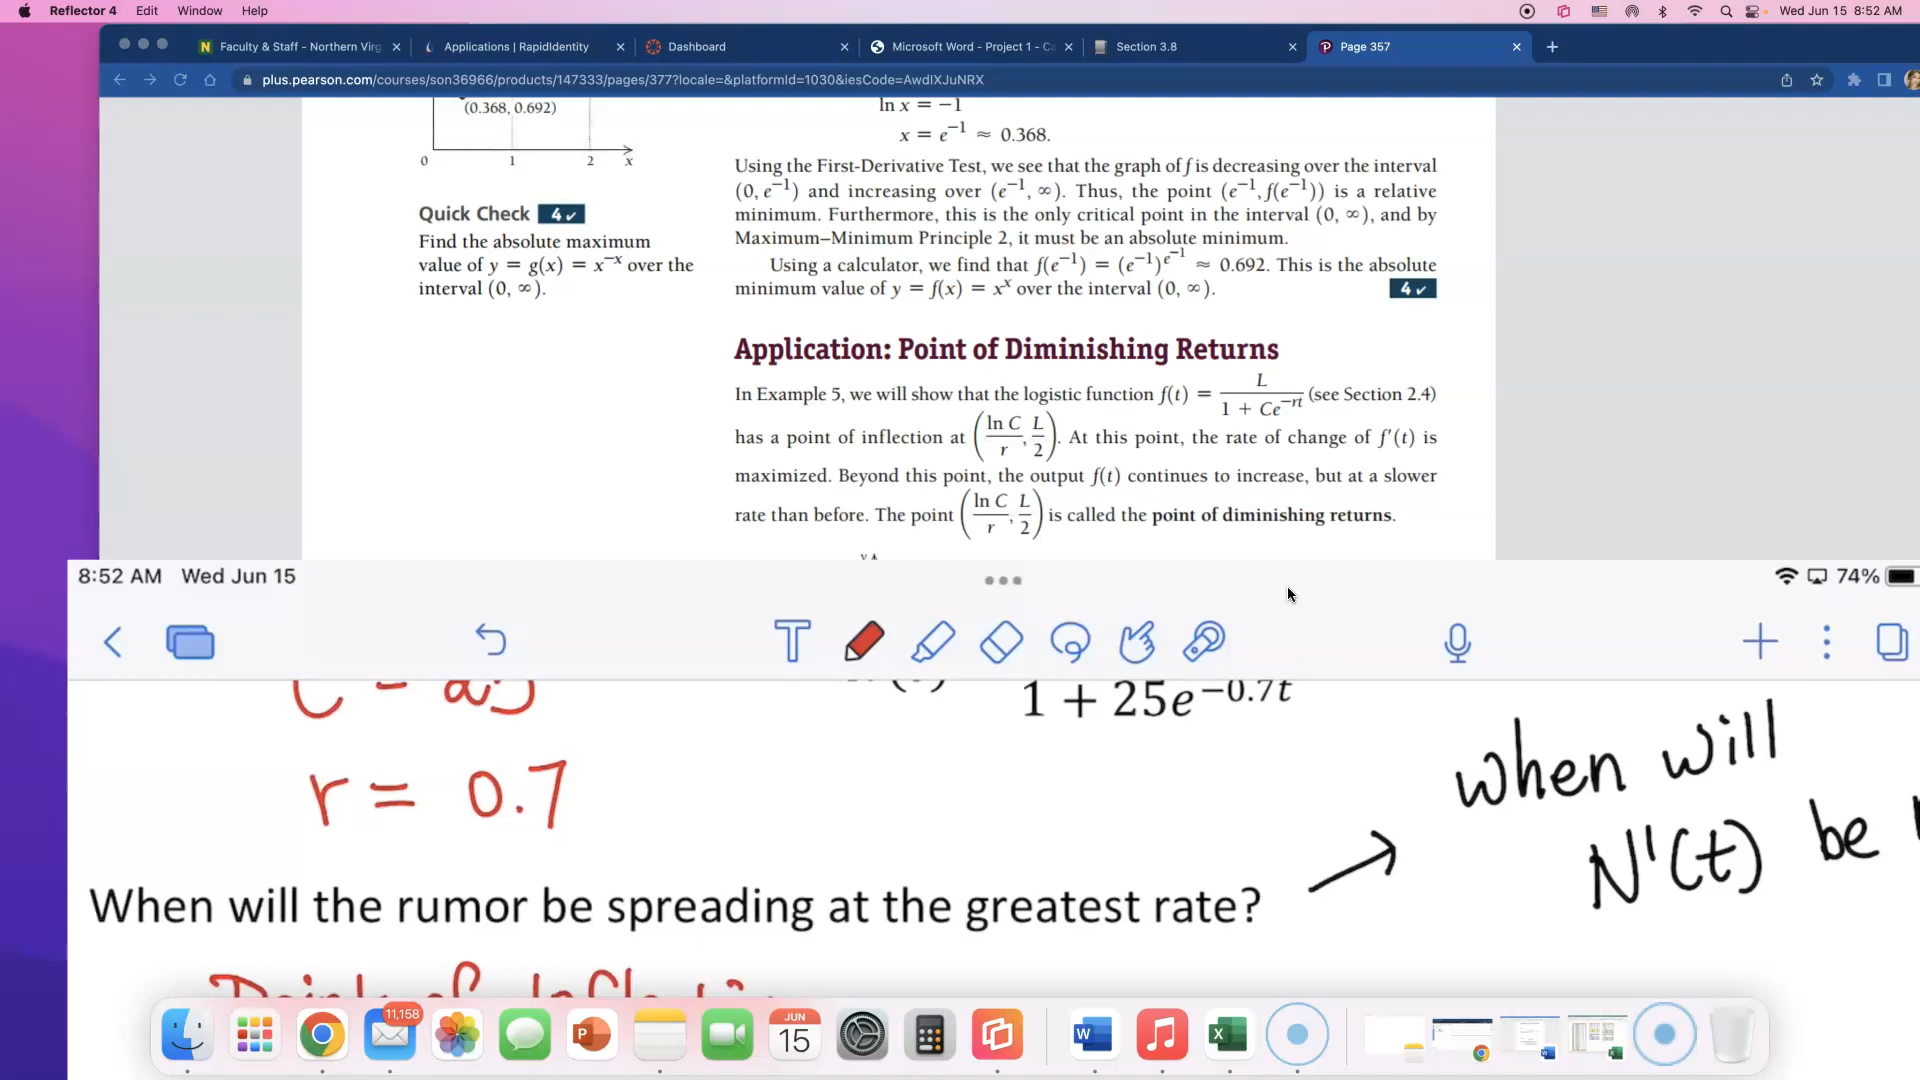 Reflector 4 Edit Window Help Wed Jun 15 8:52 AM
Faculty & Staff - Northern Virg Applications | RapidIdentity Dashboard Microsoft Word - Project 1 - Ca Section 3.8 Page 357
plus.pearson.com/courses/son36966/products/147333/pages/377?locale=&platformId=1030&iesCode=AwdlXJuNRX
(0.368, 0.692)
0 1 2 x
Quick Check 4 ✓
Find the absolute maximum
value of y = g(x) = x⁻ˣ over the
interval (0, ∞).
ln x = −1
x = e⁻¹ ≈ 0.368.
Using the First-Derivative Test, we see that the graph of f is decreasing over the interval
(0, e⁻¹) and increasing over (e⁻¹, ∞). Thus, the point (e⁻¹, f(e⁻¹)) is a relative
minimum. Furthermore, this is the only critical point in the interval (0, ∞), and by
Maximum–Minimum Principle 2, it must be an absolute minimum.
Using a calculator, we find that f(e⁻¹) = (e⁻¹)^e⁻¹ ≈ 0.692. This is the absolute
minimum value of y = f(x) = xˣ over the interval (0, ∞). 4 ✓
Application: Point of Diminishing Returns
In Example 5, we will show that the logistic function f(t) = L / (1 + Ce⁻ʳᵗ) (see Section 2.4)
has a point of inflection at (ln C / r, L / 2). At this point, the rate of change of f′(t) is
maximized. Beyond this point, the output f(t) continues to increase, but at a slower
rate than before. The point (ln C / r, L / 2) is called the point of diminishing returns.
8:52 AM Wed Jun 15 74%
1 + 25e^−0.7t
r = 0.7
when will
N'(t) be
When will the rumor be spreading at the greatest rate?
Point of Inflection
11,158
JUN
15